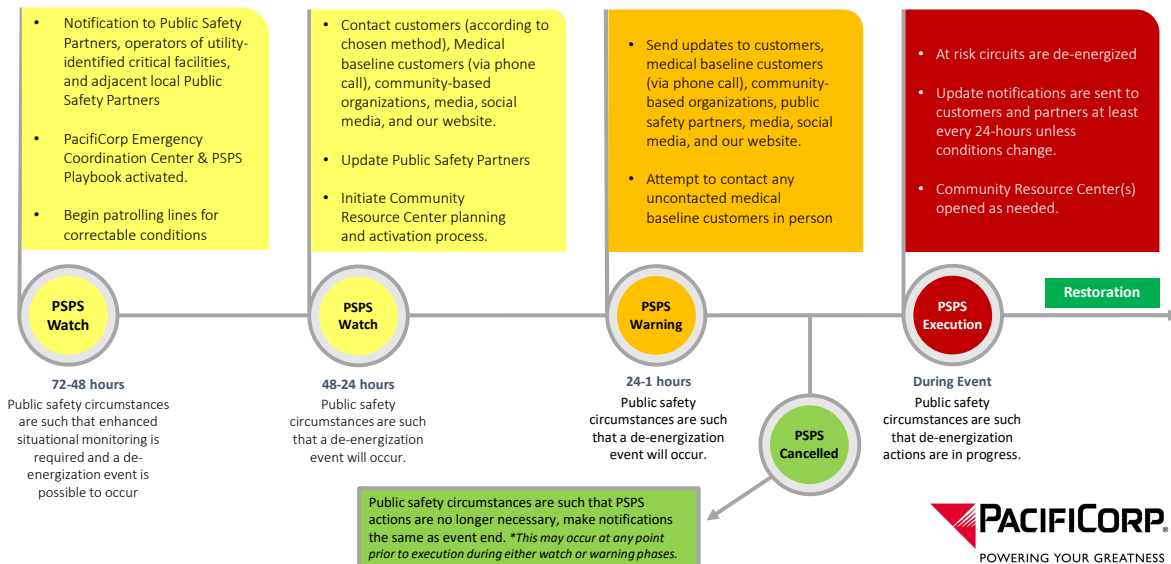 • Notification to Public Safety
Partners, operators of utility-
identified critical facilities,
and adjacent local Public
Safety Partners
• PacifiCorp Emergency
Coordination Center & PSPS
Playbook activated.
• Begin patrolling lines for
correctable conditions
• Contact customers (according to
chosen method), Medical
baseline customers (via phone
call), community-based
organizations, media, social
media, and our website.
• Update Public Safety Partners
• Initiate Community
Resource Center planning
and activation process.
• Send updates to customers,
medical baseline customers
(via phone call), community-
based organizations, public
safety partners, media, social
media, and our website.
• Attempt to contact any
uncontacted medical
baseline customers in person
• At risk circuits are de-energized
• Update notifications are sent to
customers and partners at least
every 24-hours unless
conditions change.
• Community Resource Center(s)
opened as needed.
PSPS
Watch
PSPS
Watch
PSPS
Warning
PSPS
Execution
Restoration
72-48 hours
Public safety circumstances
are such that enhanced
situational monitoring is
required and a de-
energization event is
possible to occur
48-24 hours
Public safety
circumstances are such
that a de-energization
event will occur.
24-1 hours
Public safety
circumstances are such
that a de-energization
event will occur.
PSPS
Cancelled
During Event
Public safety
circumstances are such
that de-energization
actions are in progress.
Public safety circumstances are such that PSPS
actions are no longer necessary, make notifications
the same as event end. *This may occur at any point
prior to execution during either watch or warning phases.
PACIFICORP.
POWERING YOUR GREATNESS